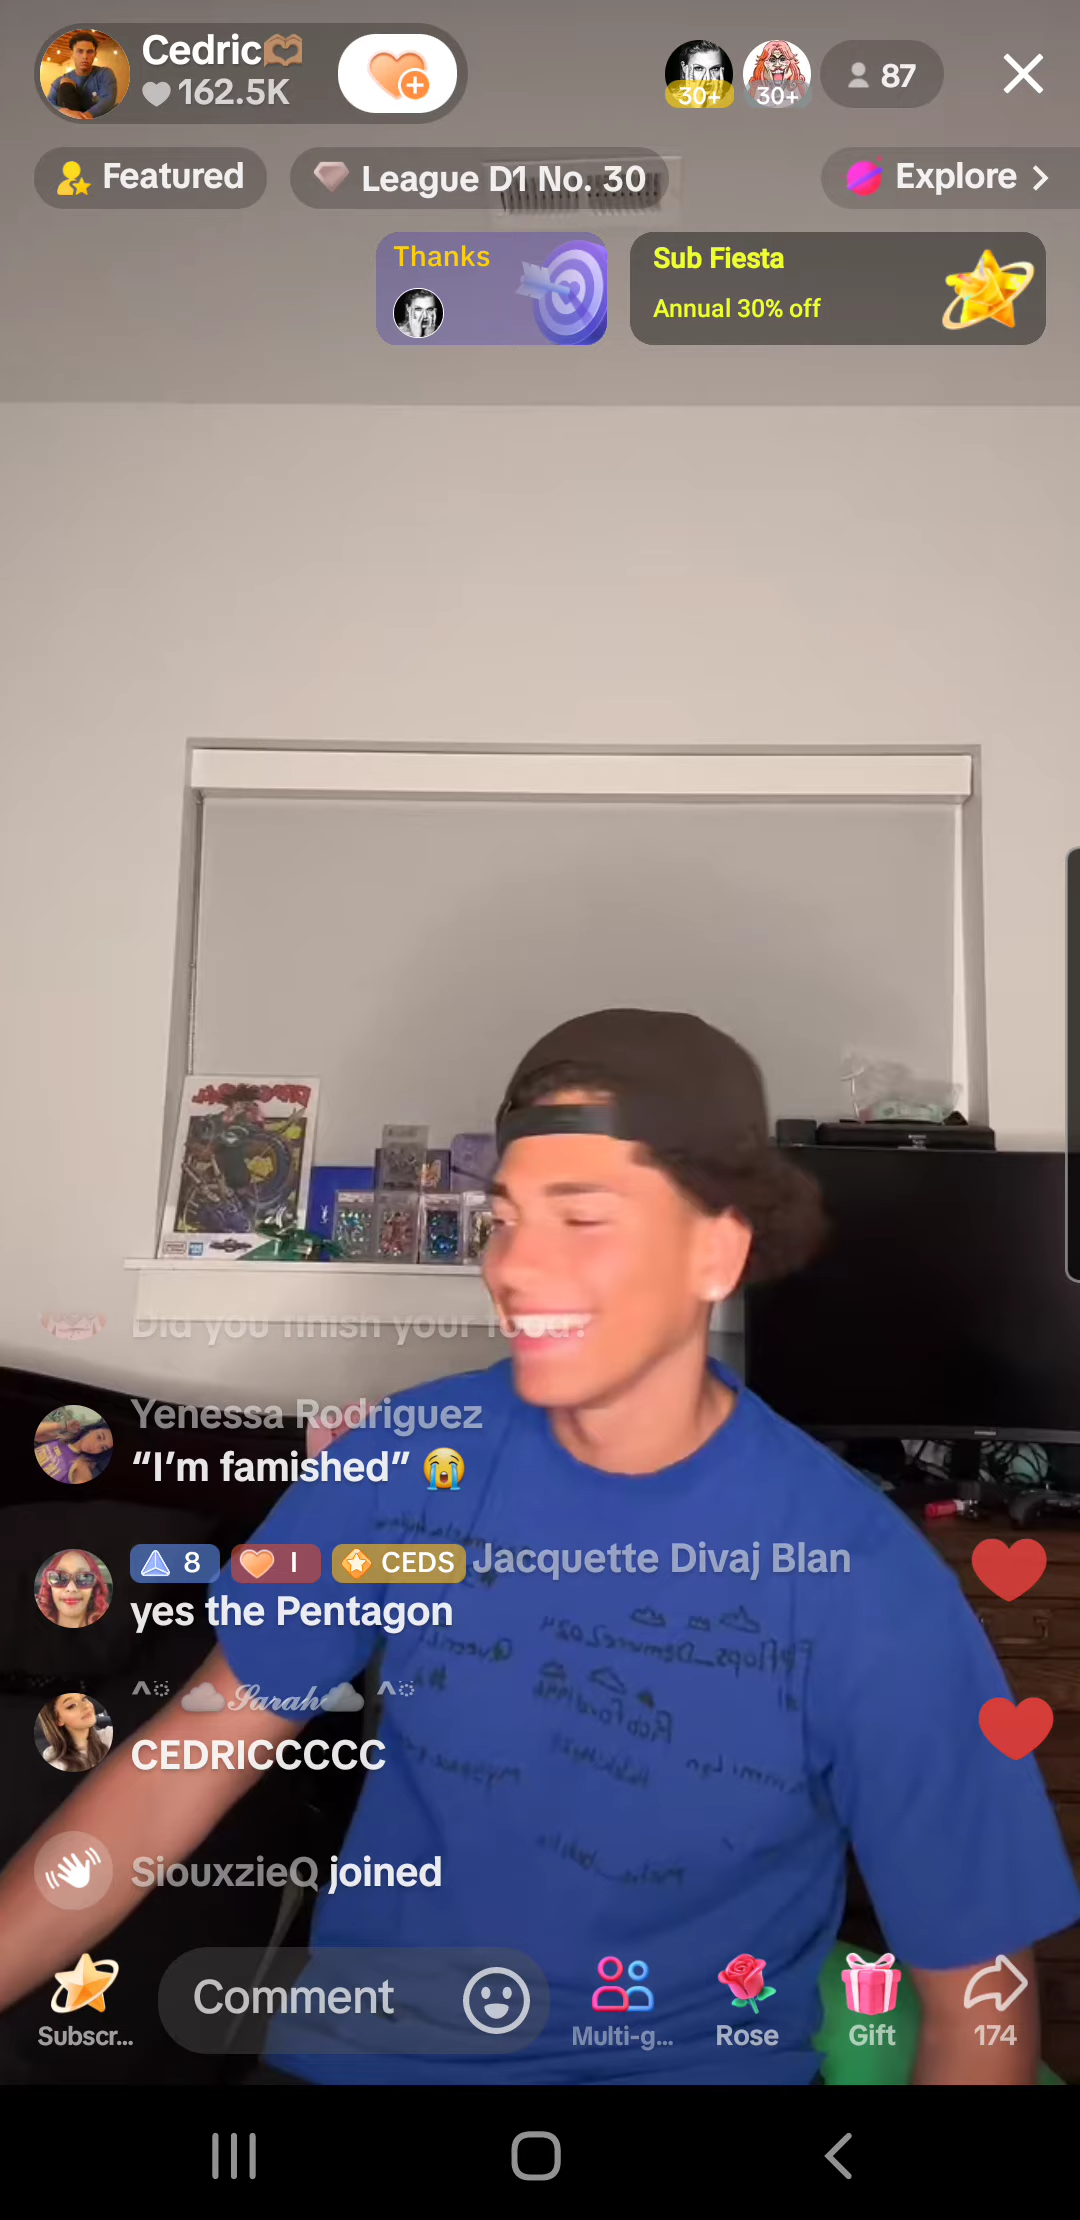 Cedric
162.5K
30+
30+
87
Featured
League D1 No. 30
Explore
Thanks
Sub Fiesta
Annual 30% off
Did you finish your food?
Yenessa Rodriguez
“I’m famished” 😭
8
I
CEDS
Jacquette Divaj Blan
yes the Pentagon
^ ☁️𝒮𝒶𝓇𝒶𝒽☁️ ^
CEDRICCCCC
SiouxzieQ joined
Subscr...
Comment
Multi-g...
Rose
Gift
174